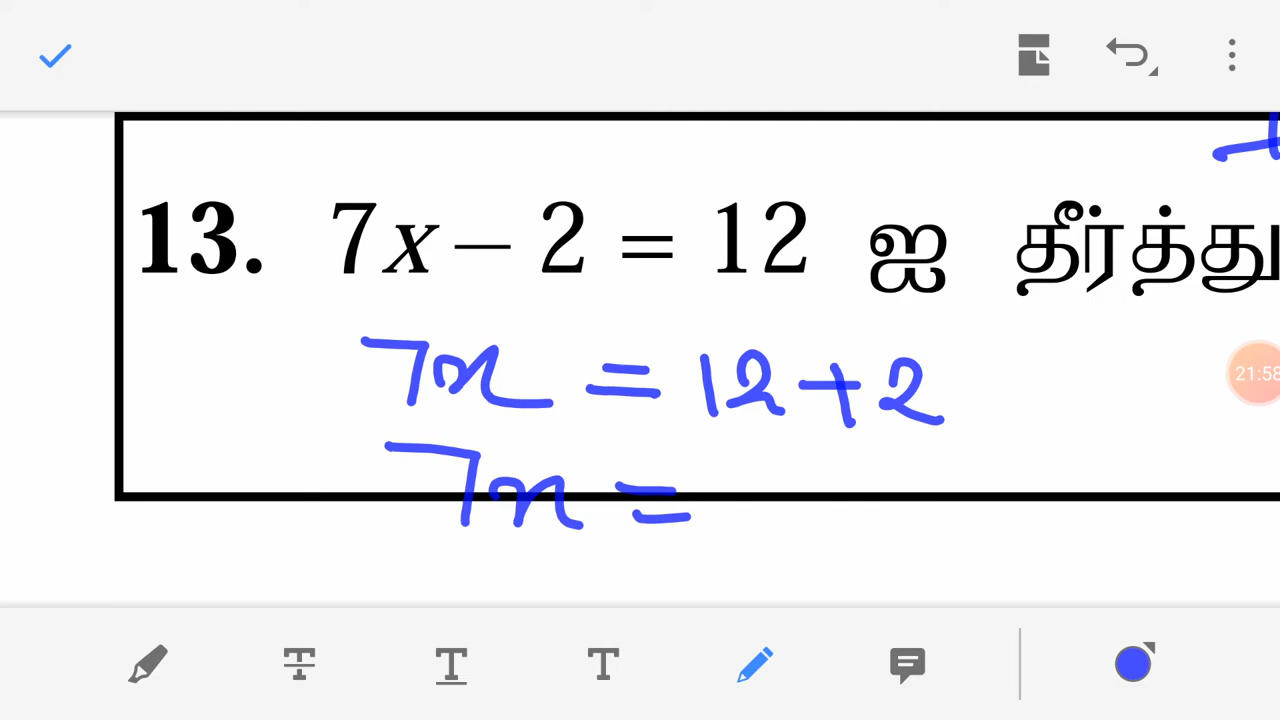 13. 7x – 2 = 12 ஐ தீர்த்து
7x = 12 + 2
21:58
7x =
T T T